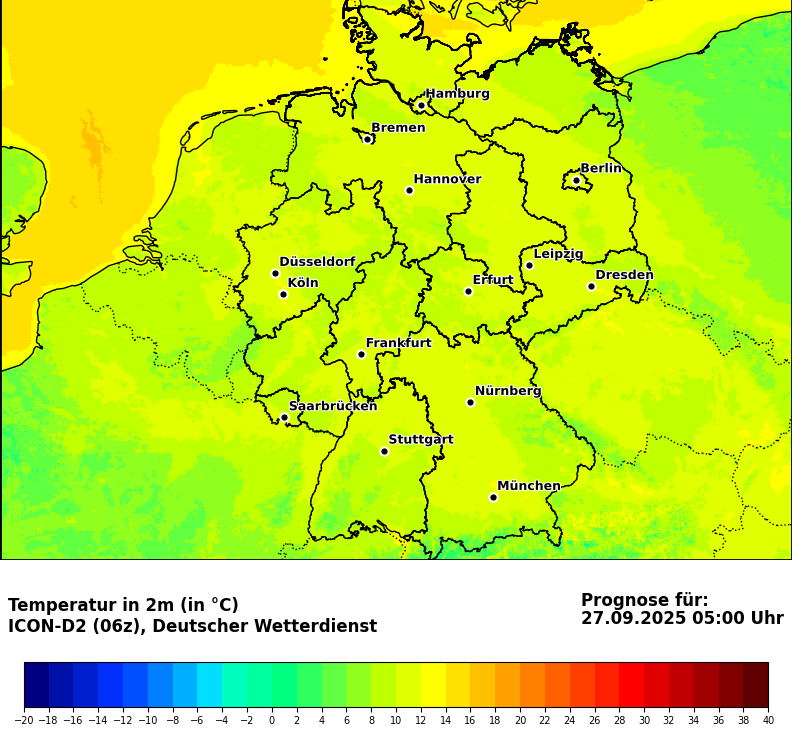 Hamburg
Bremen
Berlin
Hannover
Leipzig
Düsseldorf
Dresden
Köln
Erfurt
Frankfurt
Nürnberg
Saarbrücken
Stuttgart
München
Temperatur in 2m (in °C)
ICON-D2 (06z), Deutscher Wetterdienst
Prognose für:
27.09.2025 05:00 Uhr
−20 −18 −16 −14 −12 −10 −8 −6 −4 −2 0 2 4 6 8 10 12 14 16 18 20 22 24 26 28 30 32 34 36 38 40